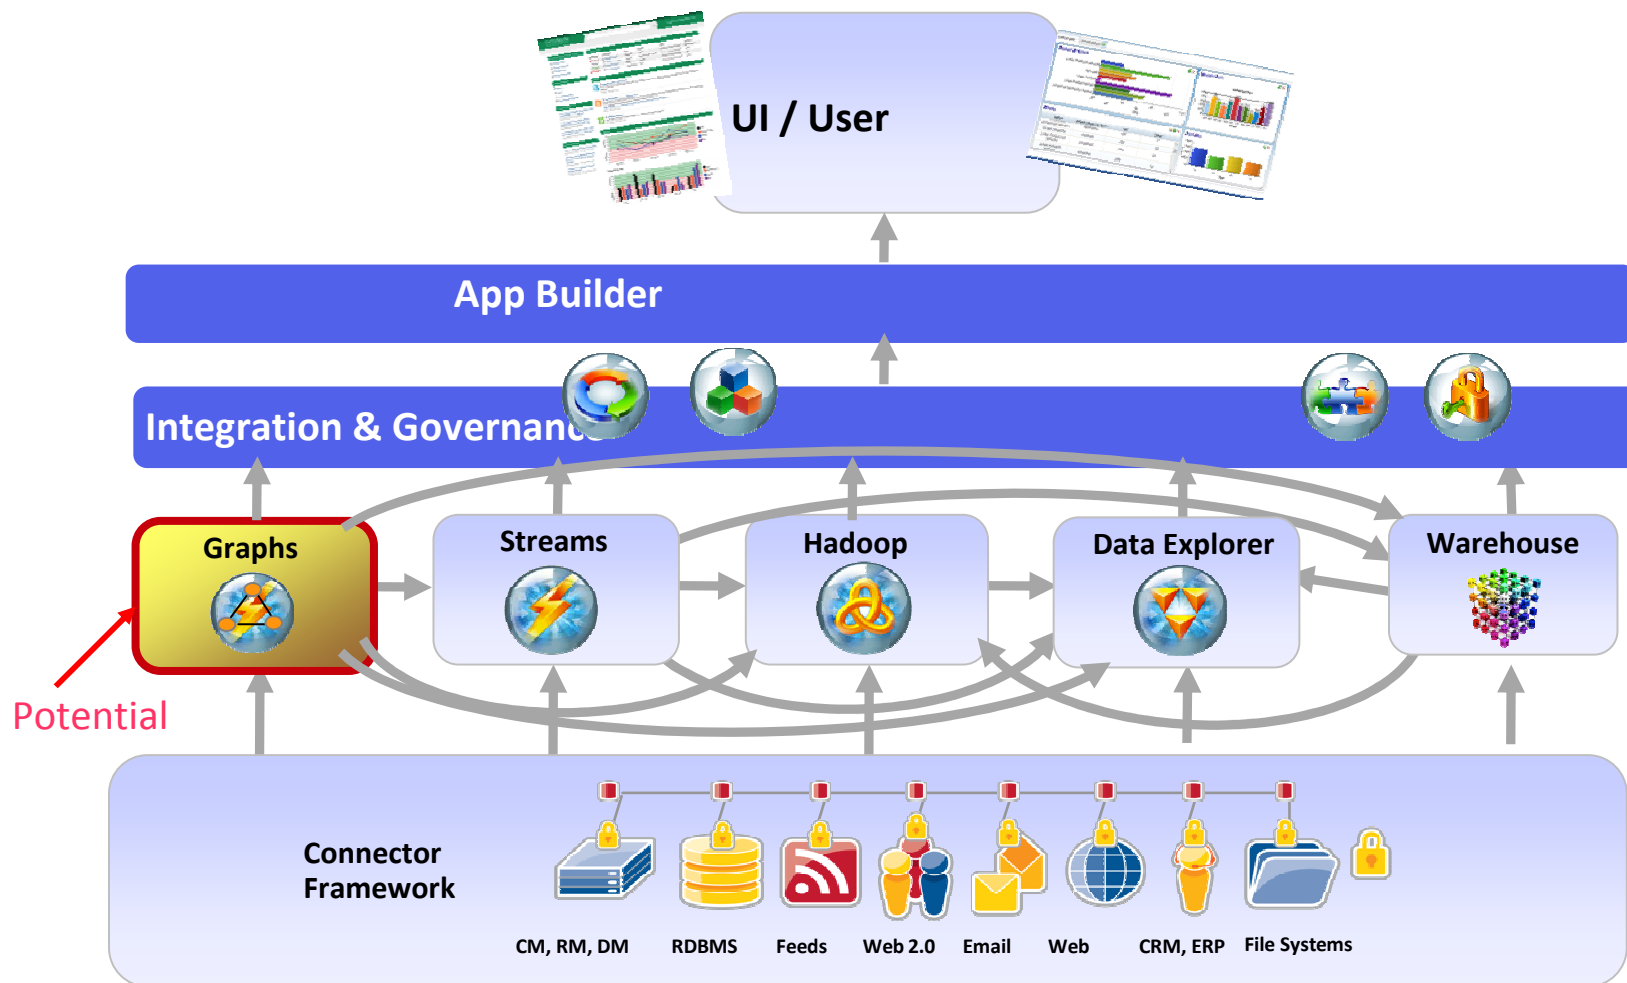 UI / User
App Builder
Integration & Governance
Graphs
Streams
Hadoop
Data Explorer
Warehouse
Potential
Connector
Framework
CM, RM, DM
RDBMS
Feeds
Web 2.0
Email
Web
CRM, ERP
File Systems